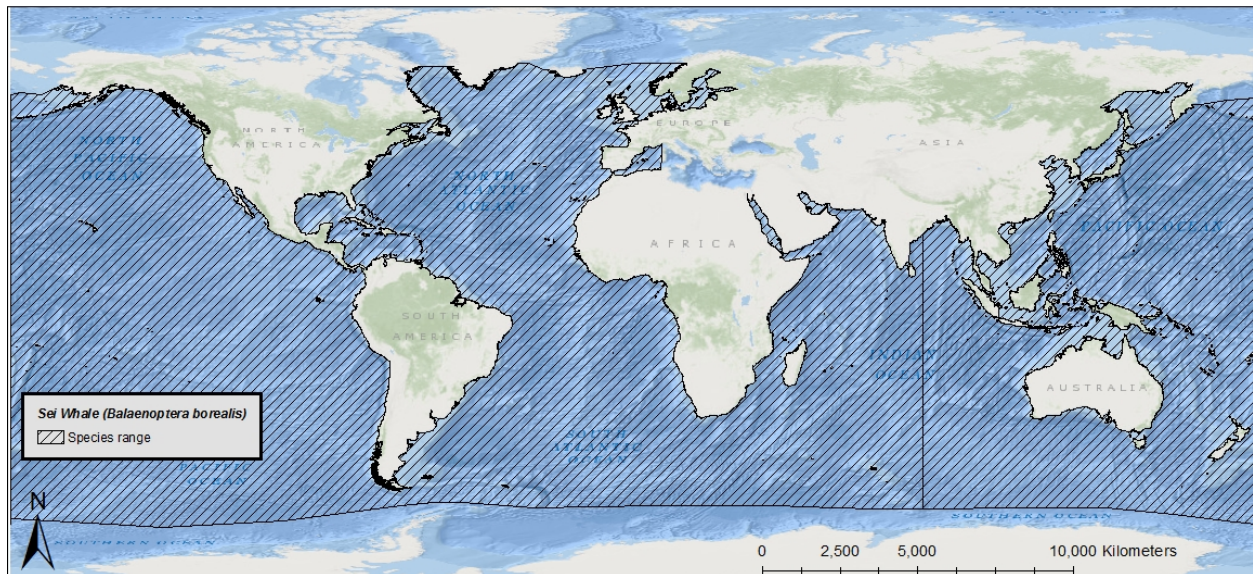 NORTH
PACIFIC
OCEAN
NORTH
AMERICA
NORTH
ATLANTIC
OCEAN
EUROPE
ASIA
AFRICA
PACIFIC OCEAN
SOUTH
AMERICA
INDIAN
OCEAN
AUSTRALIA
Sei Whale (Balaenoptera borealis)
Species range
SOUTH
ATLANTIC
OCEAN
PACIFIC
OCEAN
N
SOUTHERN OCEAN
SOUTHERN OCEAN
0 2,500 5,000 10,000 Kilometers